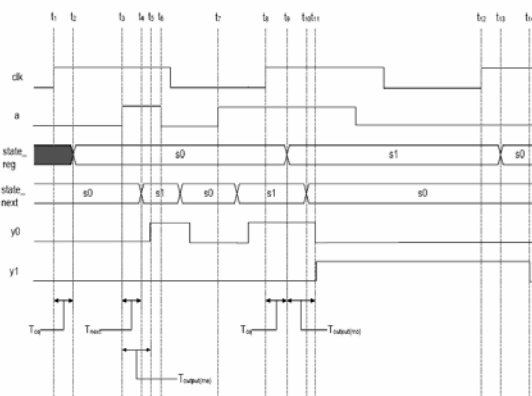 t₁ t₂ t₃ t₄ t₅ t₆ t₇ t₈ t₉ t₁₀ t₁₁ t₁₂ t₁₃
clk
a
state_
reg
s0 s1 s0
state_
next
s0 s1 s0 s1 s0
y0
y1
Tcq Tnext Tcq Toutput(mo)
Toutput(me)